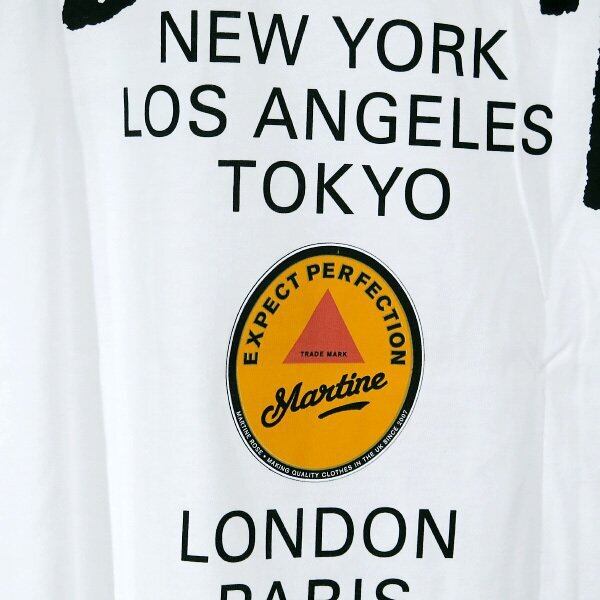 NEW YORK
LOS ANGELES
TOKYO
EXPECT PERFECTION
TRADE MARK
Martine
MARTINE ROSE • MAKING QUALITY CLOTHES IN THE UK SINCE 2007
LONDON
PARIS